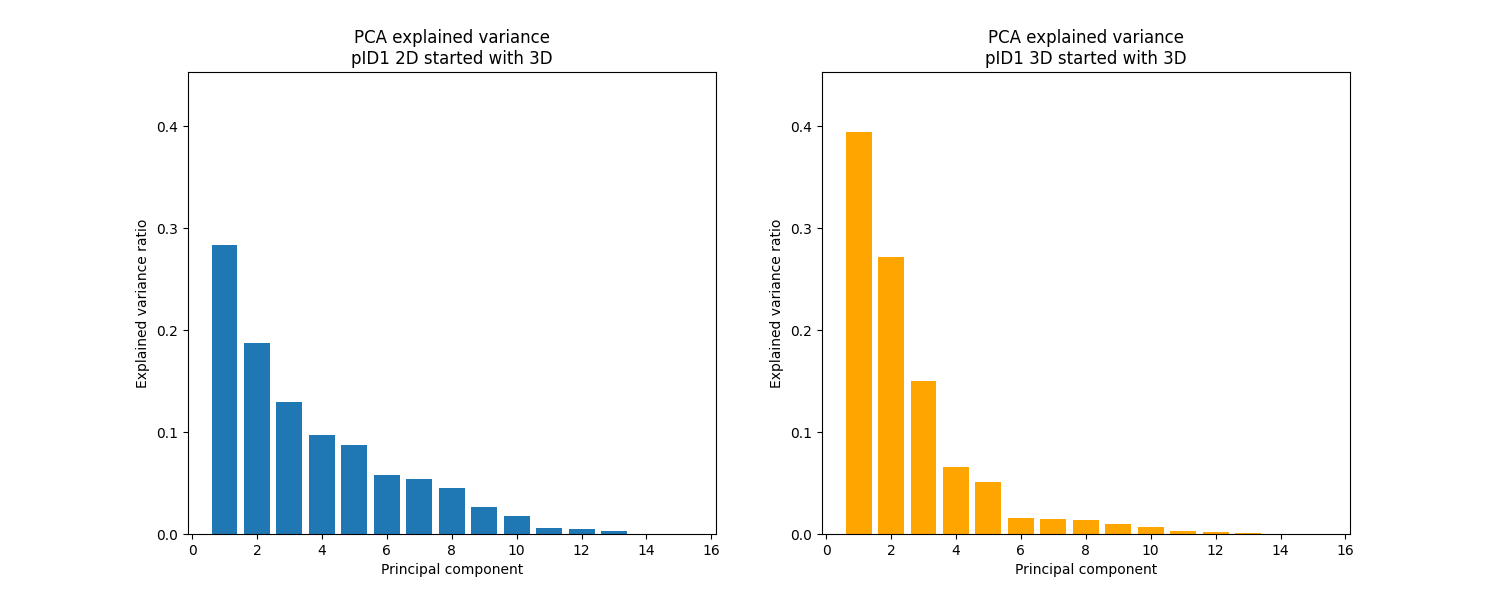 PCA explained variance
pID1 2D started with 3D
Explained variance ratio
0.4
0.3
0.2
0.1
0.0
0 2 4 6 8 10 12 14 16
Principal component
PCA explained variance
pID1 3D started with 3D
Explained variance ratio
0.4
0.3
0.2
0.1
0.0
0 2 4 6 8 10 12 14 16
Principal component